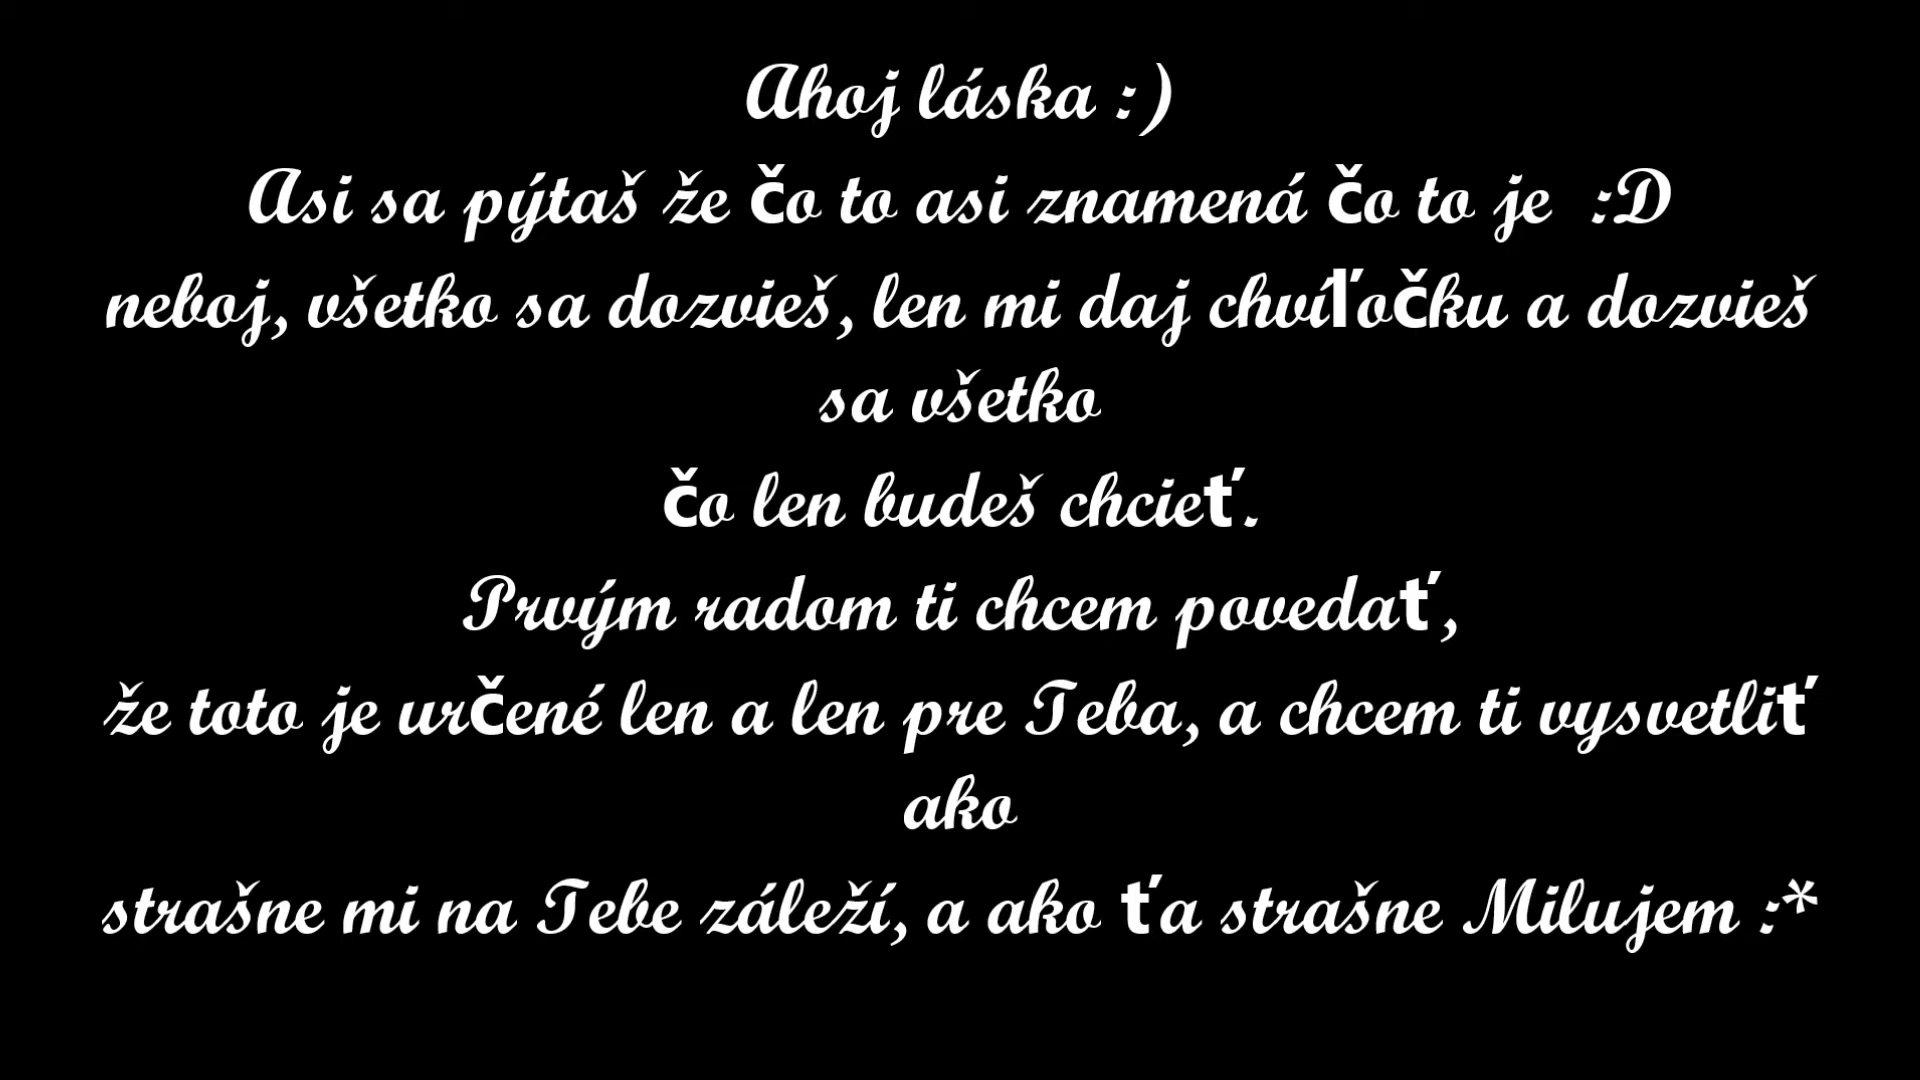 Ahoj láska :)
Asi sa pýtaš že čo to asi znamená čo to je :D
neboj, všetko sa dozvieš, len mi daj chvíľočku a dozvieš
sa všetko
čo len budeš chcieť.
Prvým radom ti chcem povedať,
že toto je určené len a len pre Teba, a chcem ti vysvetliť
ako
strašne mi na Tebe záleží, a ako ťa strašne Milujem :*